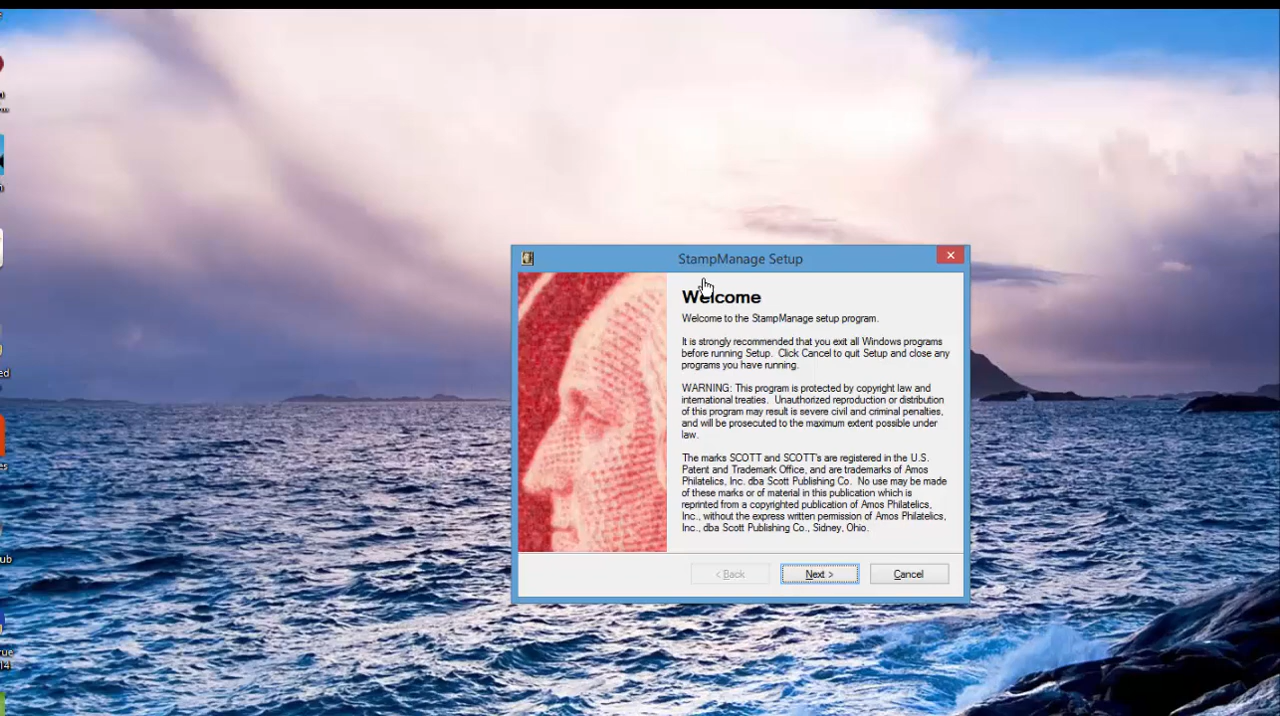 StampManage Setup
Welcome
Welcome to the StampManage setup program.
It is strongly recommended that you exit all Windows programs
before running Setup. Click Cancel to quit Setup and close any
programs you have running.
WARNING: This program is protected by copyright law and
international treaties. Unauthorized reproduction or distribution
of this program may result is severe civil and criminal penalties,
and will be prosecuted to the maximum extent possible under
law.
The marks SCOTT and SCOTT's are registered in the U.S.
Patent and Trademark Office, and are trademarks of Amos
Philatelics, Inc. dba Scott Publishing Co. No use may be made
of these marks or of material in this publication which is
reprinted from a copyrighted publication of Amos Philatelics,
Inc., without the express written permission of Amos Philatelics,
Inc., dba Scott Publishing Co., Sidney, Ohio.
< Back
Next >
Cancel
ed
ub
rue
14